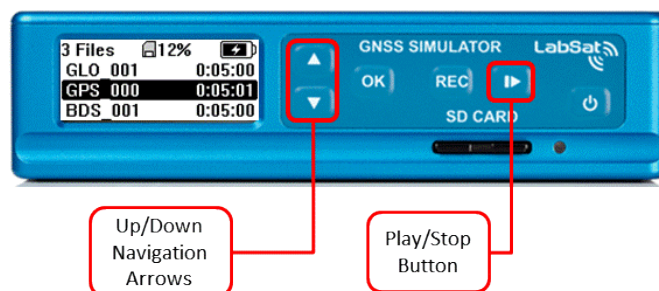 3 Files 12%
GLO_001 0:05:00
GPS_000 0:05:01
BDS_001 0:05:00
GNSS SIMULATOR
LabSat
OK
REC
SD CARD
Up/Down
Navigation
Arrows
Play/Stop
Button